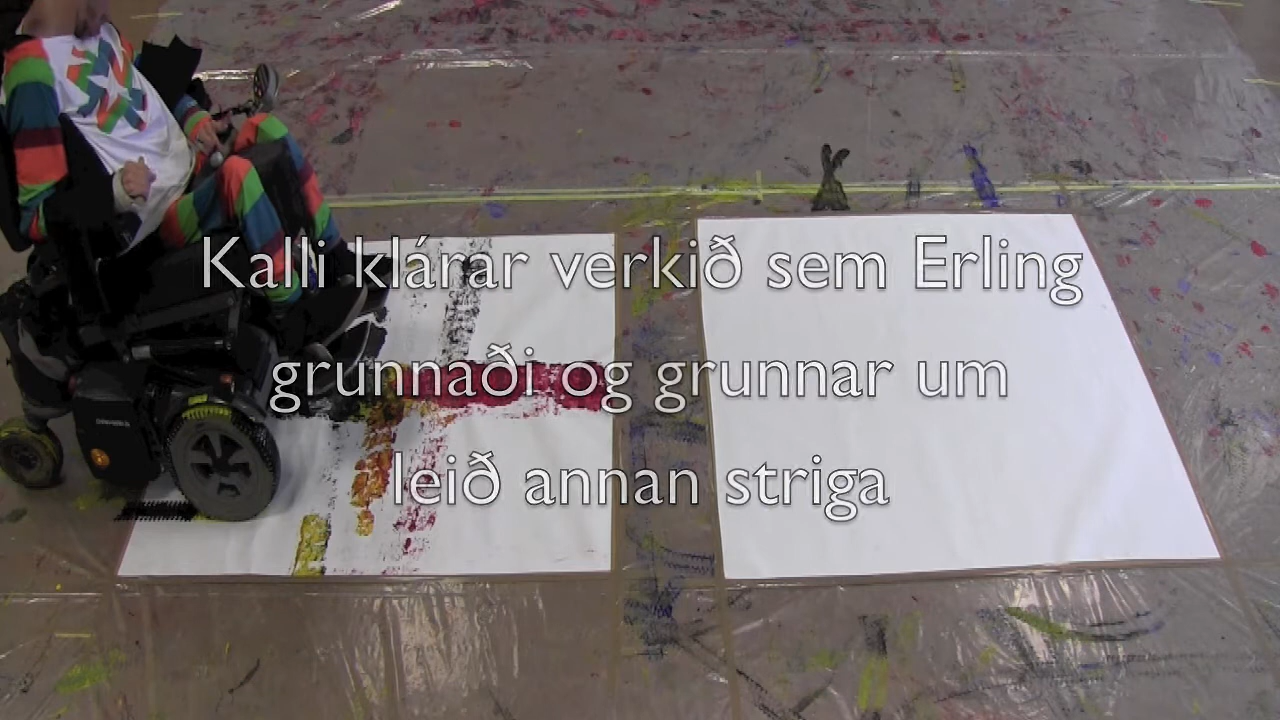 Kalli klárar verkið sem Erling
grunnaði og grunnar um
leið annan striga